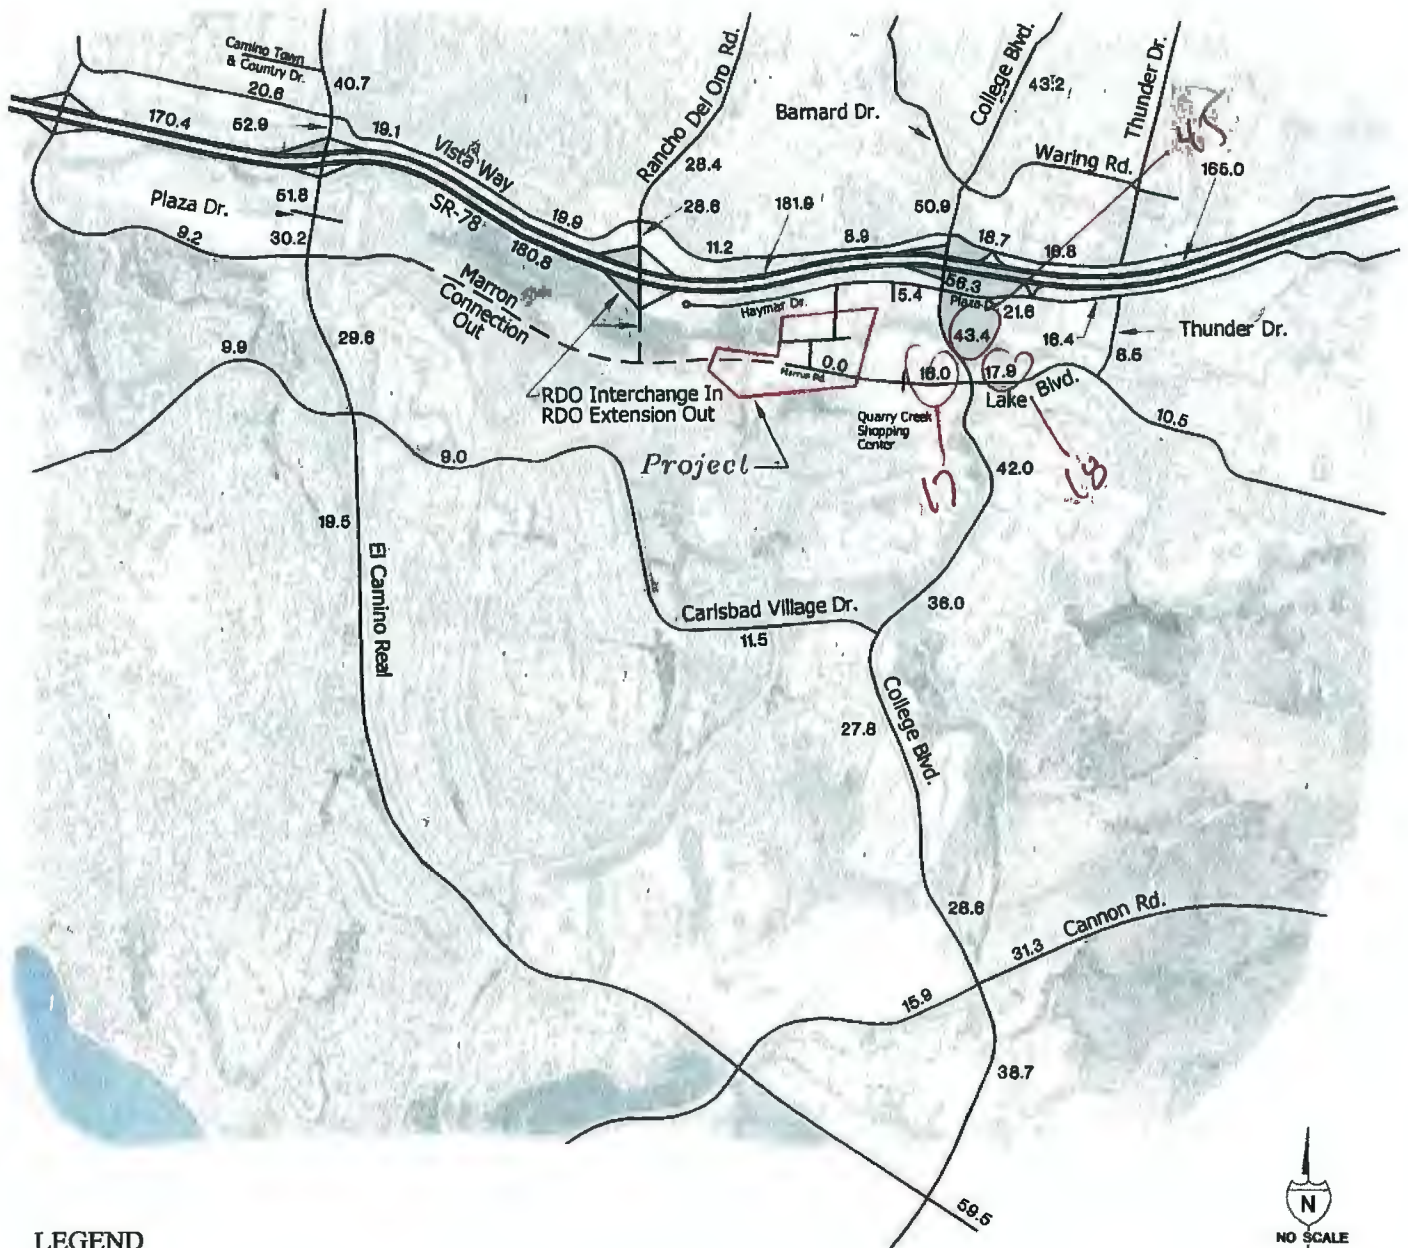 Camino Town
& Country Dr.
40.7
20.6
170.4
52.9
19.1
Vista Way
Rancho Del Oro Rd.
28.4
Barnard Dr.
College Blvd.
43.2
Thunder Dr.
45
Waring Rd.
165.0
Plaza Dr.
51.8
9.2
30.2
SR-78
180.8
19.9
28.6
181.9
11.2
8.9
50.9
18.7
18.8
56.3
5.4
Plaza Dr.
21.6
Haymar Dr.
43.4
16.4
Thunder Dr.
8.5
Marron
Connection
Out
29.6
9.9
0.0
Marron Rd.
16.0
17.9
Lake Blvd.
RDO Interchange In
RDO Extension Out
Quarry Creek
Shopping
Center
10.5
Project
9.0
42.0
17
18
19.5
El Camino Real
Carlsbad Village Dr.
11.5
36.0
27.8
College Blvd.
28.6
Cannon Rd.
31.3
15.9
38.7
59.5
N
NO SCALE
LEGEND